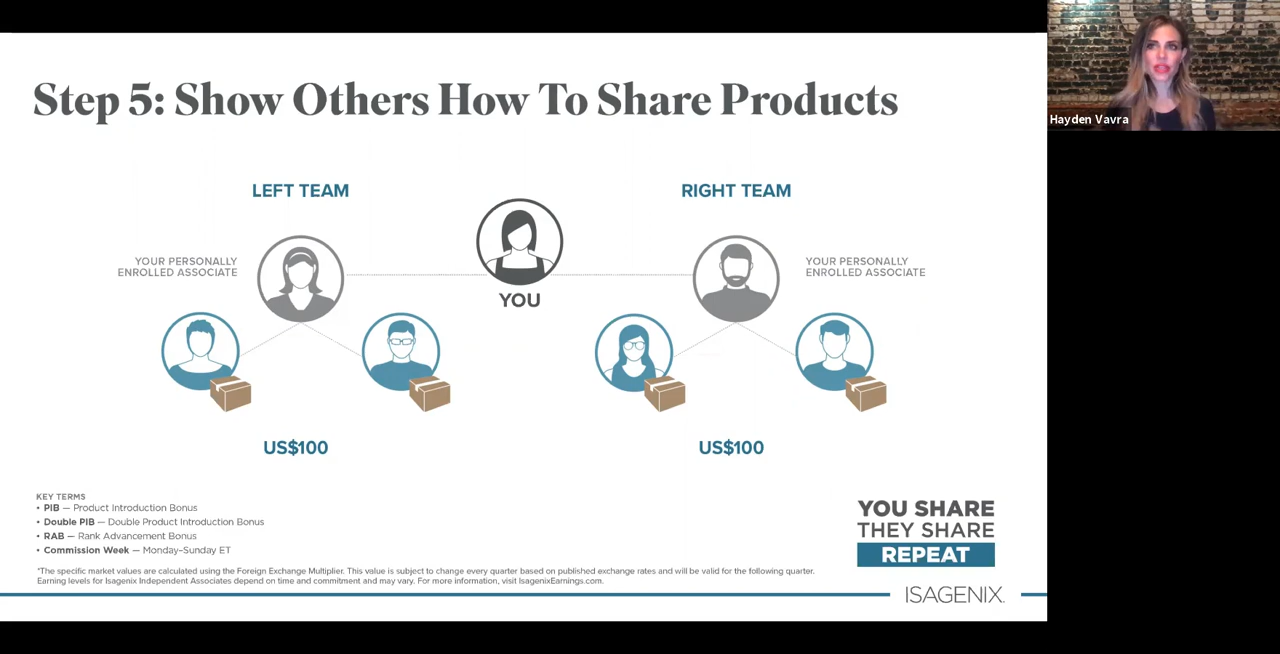 Step 5: Show Others How To Share Products
Hayden Vavra
LEFT TEAM
RIGHT TEAM
YOUR PERSONALLY
ENROLLED ASSOCIATE
YOU
YOUR PERSONALLY
ENROLLED ASSOCIATE
US$100
US$100
KEY TERMS
• PIB — Product Introduction Bonus
• Double PIB — Double Product Introduction Bonus
• RAB — Rank Advancement Bonus
• Commission Week — Monday–Sunday ET
YOU SHARE
THEY SHARE
REPEAT
*The specific market values are calculated using the Foreign Exchange Multiplier. This value is subject to change every quarter based on published exchange rates and will be valid for the following quarter.
Earning levels for Isagenix Independent Associates depend on time and commitment and may vary. For more information, visit IsagenixEarnings.com.
ISAGENIX.